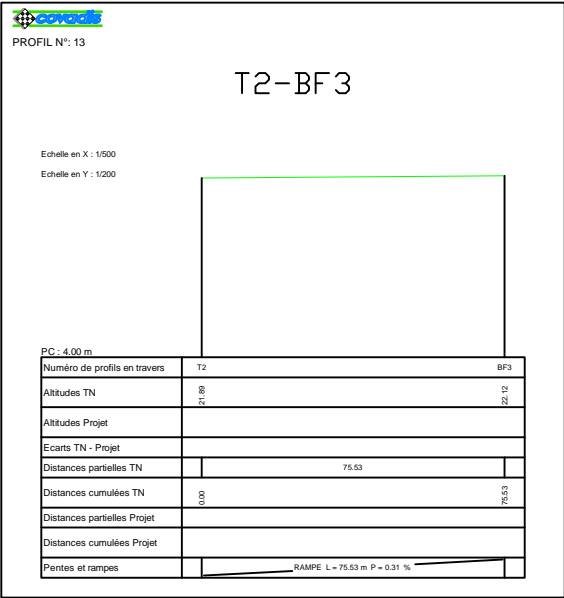 covadis
PROFIL N°: 13
T2-BF3
Echelle en X : 1/500
Echelle en Y : 1/200
PC : 4.00 m
Numéro de profils en travers T2 BF3
Altitudes TN 21.89 22.12
Altitudes Projet
Ecarts TN - Projet
Distances partielles TN 75.53
Distances cumulées TN 0.00 75.53
Distances partielles Projet
Distances cumulées Projet
Pentes et rampes RAMPE L = 75.53 m P = 0.31 %